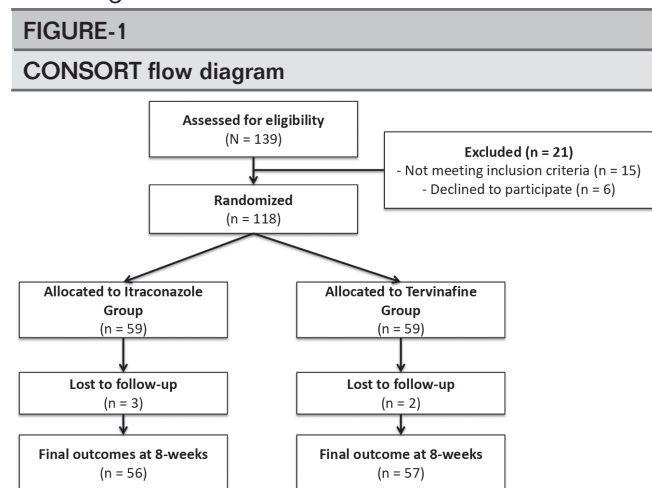 FIGURE-1
CONSORT flow diagram
Assessed for eligibility
(N = 139)
Excluded (n = 21)
- Not meeting inclusion criteria (n = 15)
- Declined to participate (n = 6)
Randomized
(n = 118)
Allocated to Itraconazole
Group
(n = 59)
Allocated to Tervinafine
Group
(n = 59)
Lost to follow-up
(n = 3)
Lost to follow-up
(n = 2)
Final outcomes at 8-weeks
(n = 56)
Final outcome at 8-weeks
(n = 57)